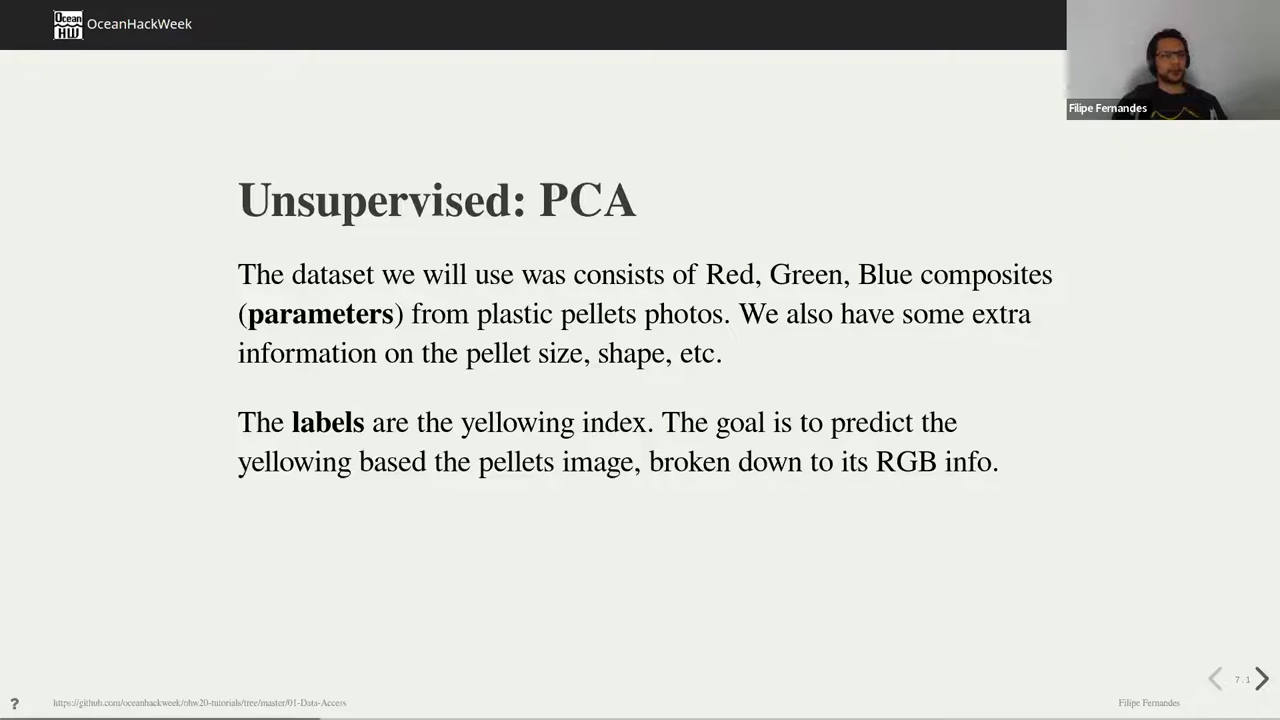 Ocean
HW
OceanHackWeek
Filipe Fernandes
Unsupervised: PCA
The dataset we will use was consists of Red, Green, Blue composites
(parameters) from plastic pellets photos. We also have some extra
information on the pellet size, shape, etc.
The labels are the yellowing index. The goal is to predict the
yellowing based the pellets image, broken down to its RGB info.
7.1
?
https://github.com/oceanhackweek/ohw20-tutorials/tree/master/01-Data-Access
Filipe Fernandes